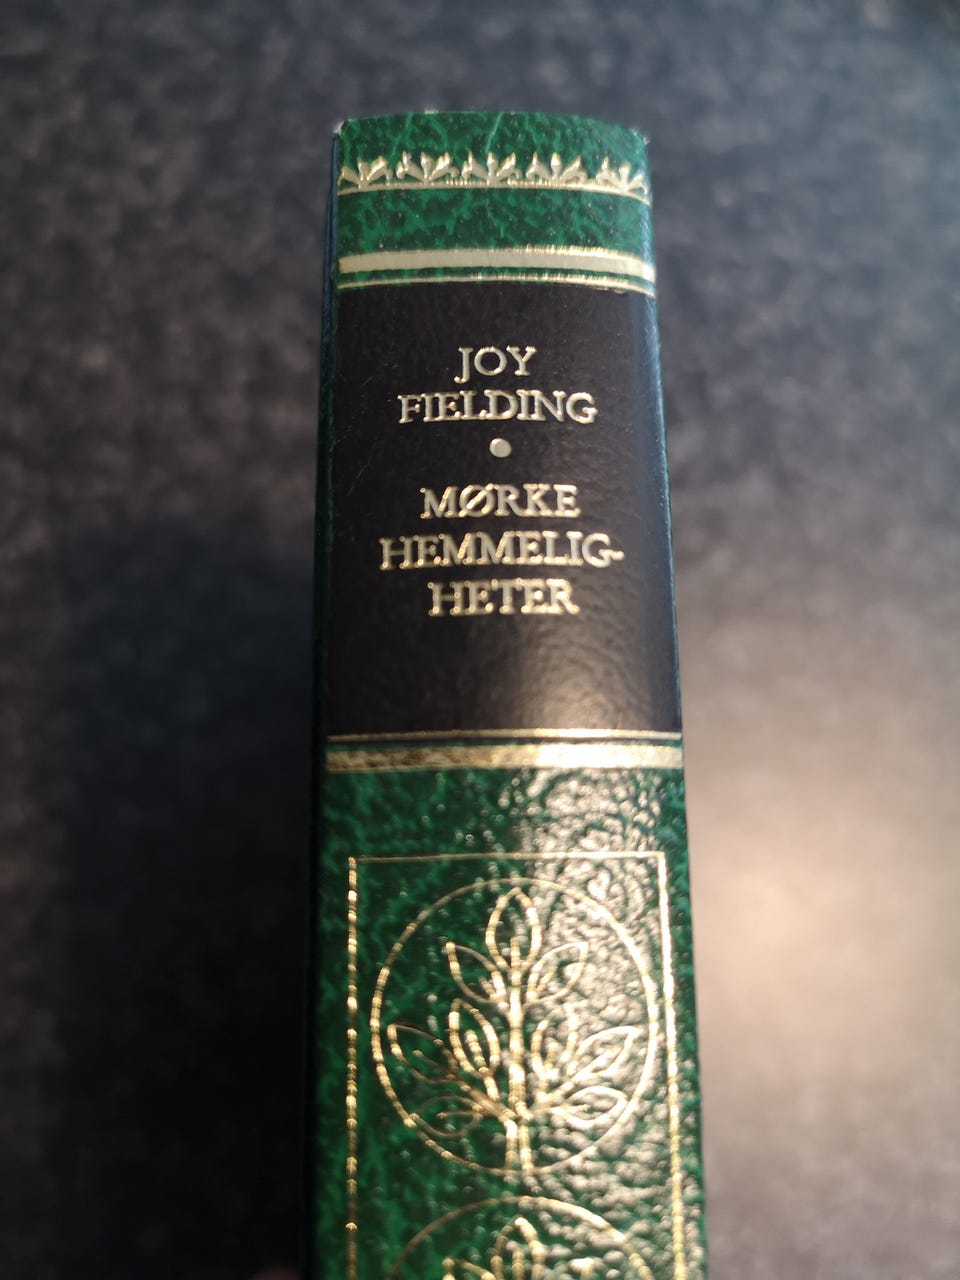 JOY
FIELDING
•
MØRKE
HEMMELIG-
HETER